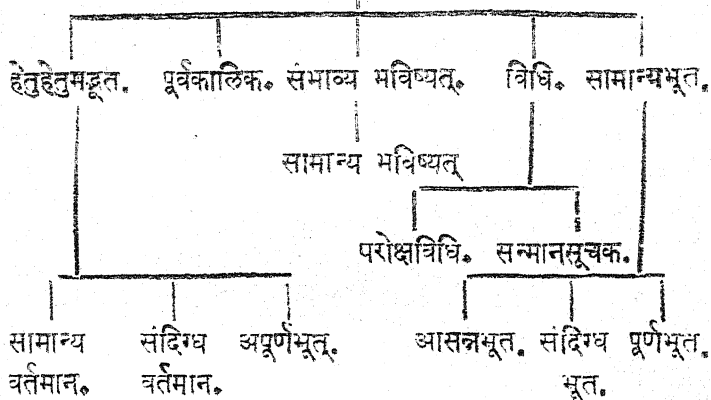 हेतुहेतुमद्भूत. पूर्वकालिक. संभाव्य भविष्यत्. विधि. सामान्यभूत.
सामान्य भविष्यत्
परोक्षविधि. सन्मानसूचक.
सामान्य संदिग्ध अपूर्णभूत्. आसन्नभूत. संदिग्ध पूर्णभूत.
वर्तमान. वर्तमान. भूत.